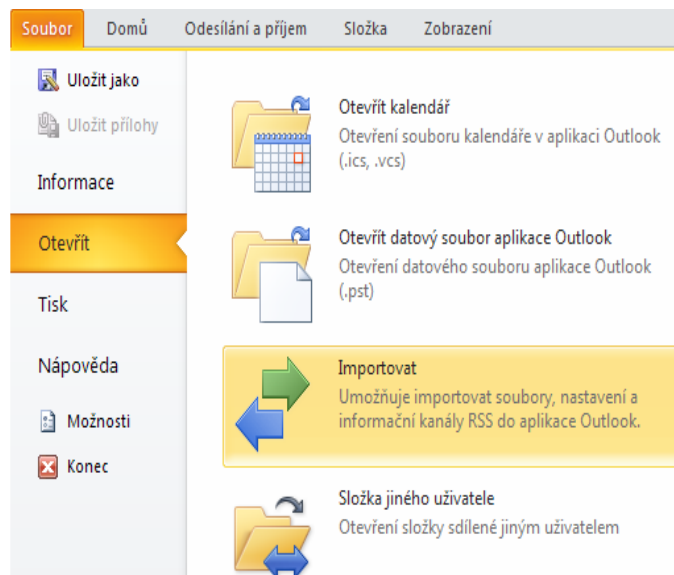 Soubor Domů Odesílání a příjem Složka Zobrazení
Uložit jako
Uložit přílohy
Informace
Otevřít
Tisk
Nápověda
Možnosti
Konec
Otevřít kalendář
Otevření souboru kalendáře v aplikaci Outlook
(.ics, .vcs)
Otevřít datový soubor aplikace Outlook
Otevření datového souboru aplikace Outlook
(.pst)
Importovat
Umožňuje importovat soubory, nastavení a
informační kanály RSS do aplikace Outlook.
Složka jiného uživatele
Otevření složky sdílené jiným uživatelem